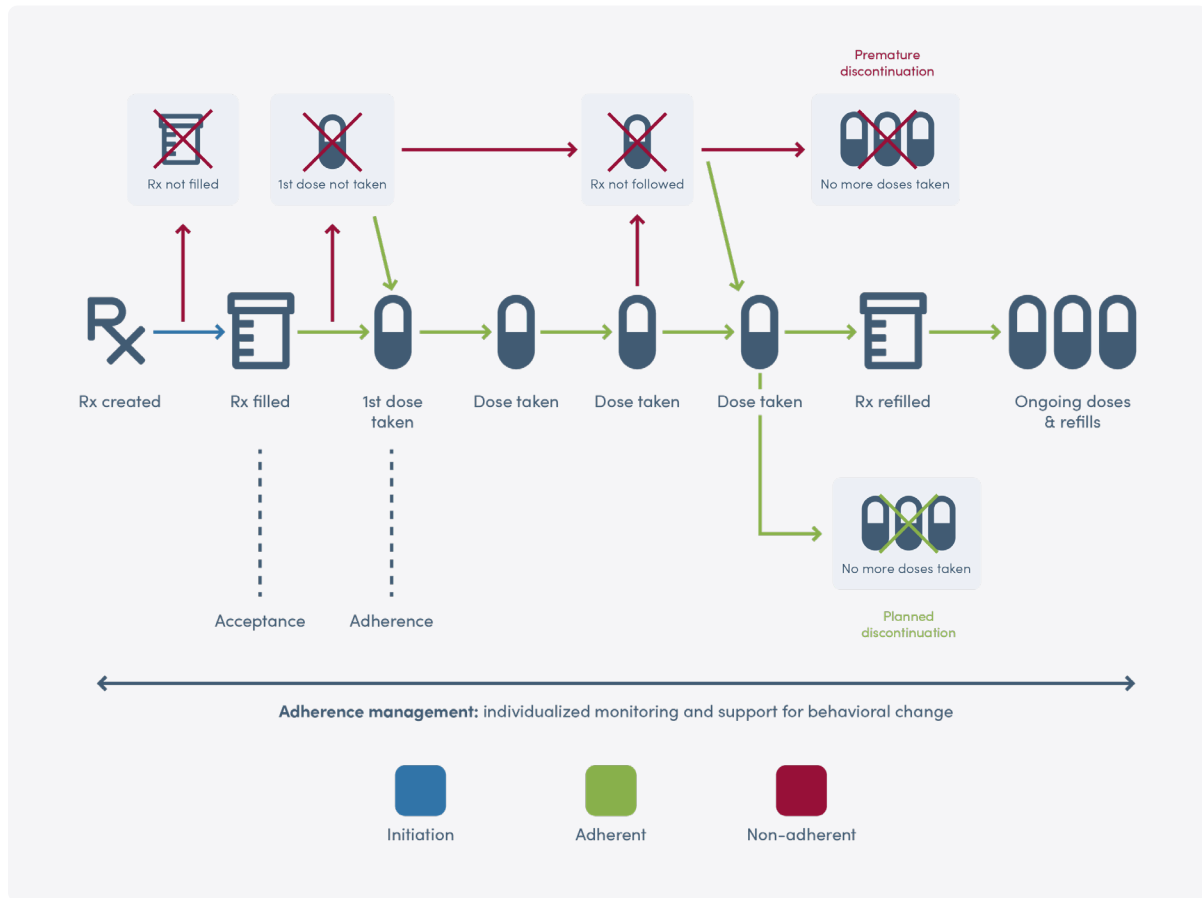 Premature
discontinuation
Rx not filled
1st dose not taken
Rx not followed
No more doses taken
Rx
Rx created
Rx filled
1st dose
taken
Dose taken
Dose taken
Dose taken
Rx refilled
Ongoing doses
& refills
No more doses taken
Acceptance
Adherence
Planned
discontinuation
Adherence management: individualized monitoring and support for behavioral change
Initiation
Adherent
Non-adherent